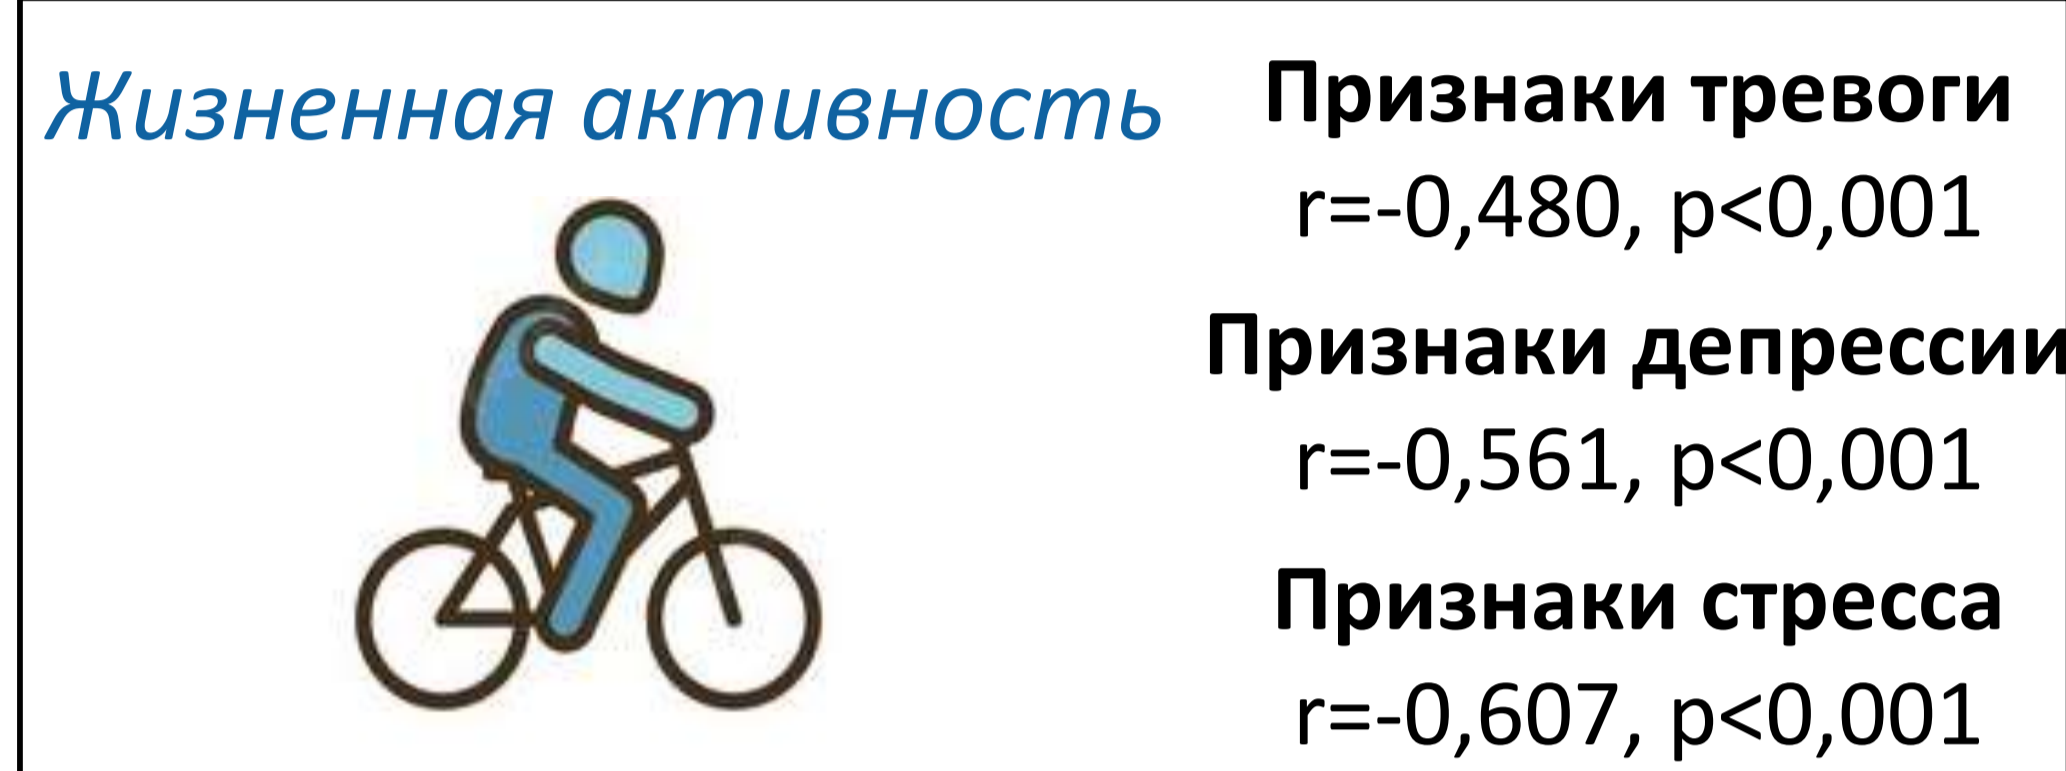 Жизненная активность
Признаки тревоги
r=-0,480, p<0,001
Признаки депрессии
r=-0,561, p<0,001
Признаки стресса
r=-0,607, p<0,001